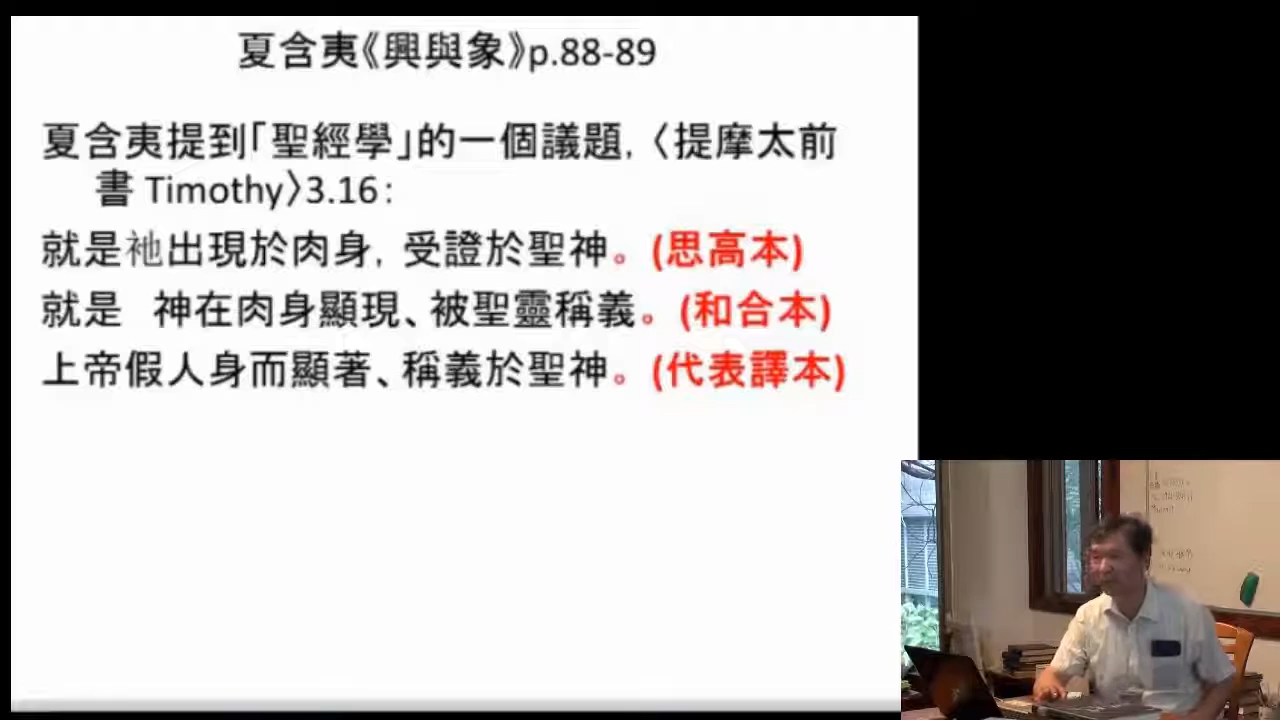 夏含夷《興與象》p.88-89
夏含夷提到「聖經學」的一個議題,〈提摩太前
書 Timothy〉3.16:
就是祂出現於肉身, 受證於聖神。(思高本)
就是　神在肉身顯現、被聖靈稱義。(和合本)
上帝假人身而顯著、稱義於聖神。(代表譯本)